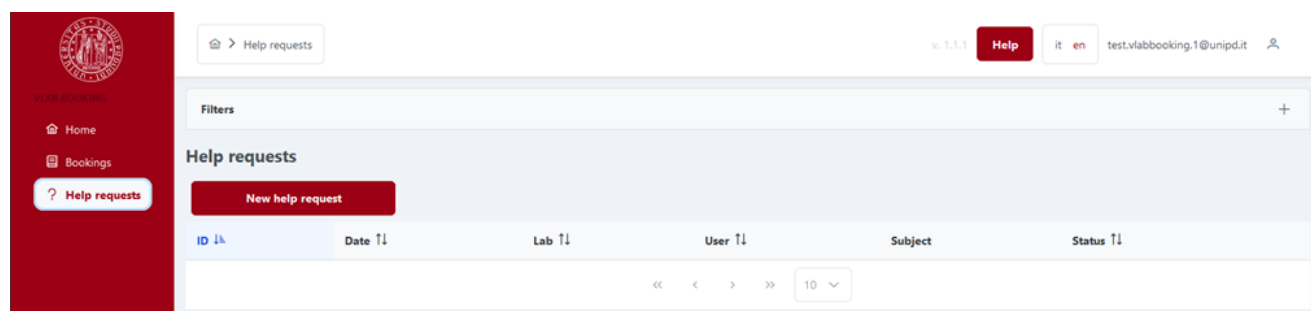 Help requests
v. 1.1.1
Help
it en
test.vlabbooking.1@unipd.it
VLAB BOOKING
Filters
Home
Bookings
Help requests
Help requests
New help request
ID Date Lab User Subject Status
10